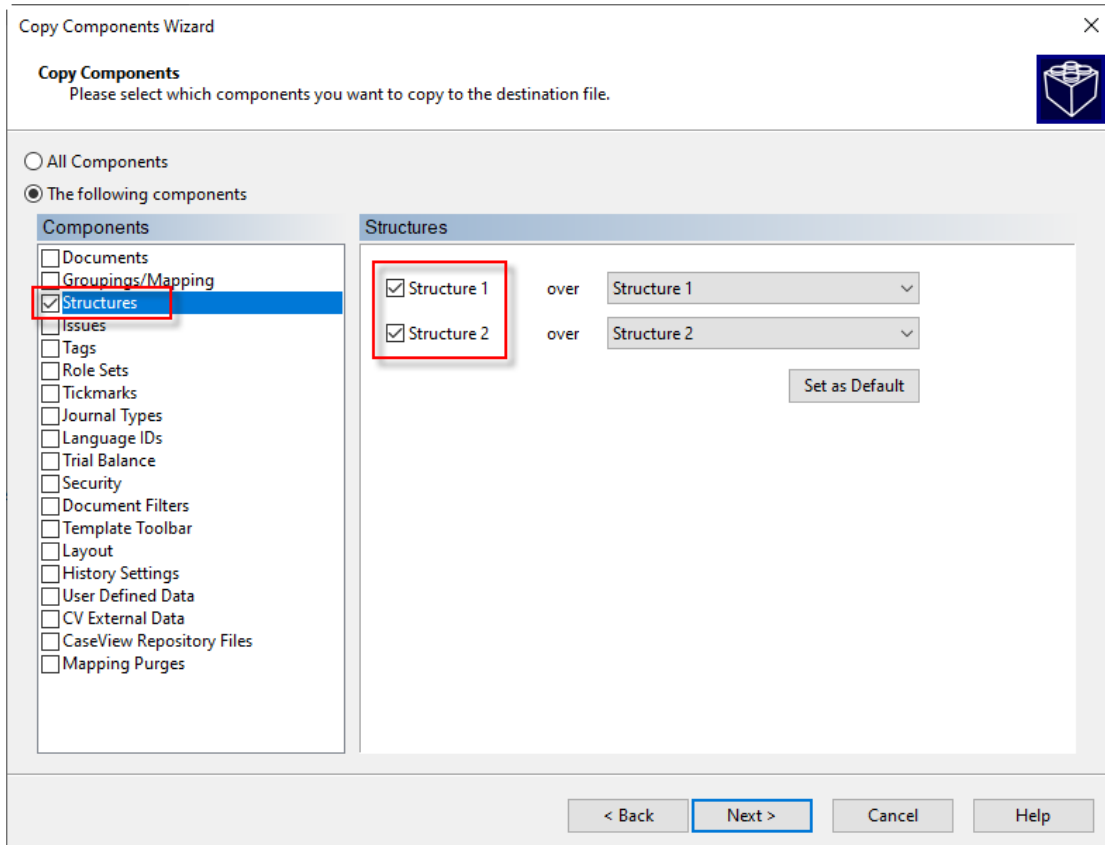 Copy Components Wizard
Copy Components
Please select which components you want to copy to the destination file.
All Components
The following components
Components
Documents
Groupings/Mapping
Structures
Issues
Tags
Role Sets
Tickmarks
Journal Types
Language IDs
Trial Balance
Security
Document Filters
Template Toolbar
Layout
History Settings
User Defined Data
CV External Data
CaseView Repository Files
Mapping Purges
Structures
Structure 1 over Structure 1
Structure 2 over Structure 2
Set as Default
< Back Next > Cancel Help